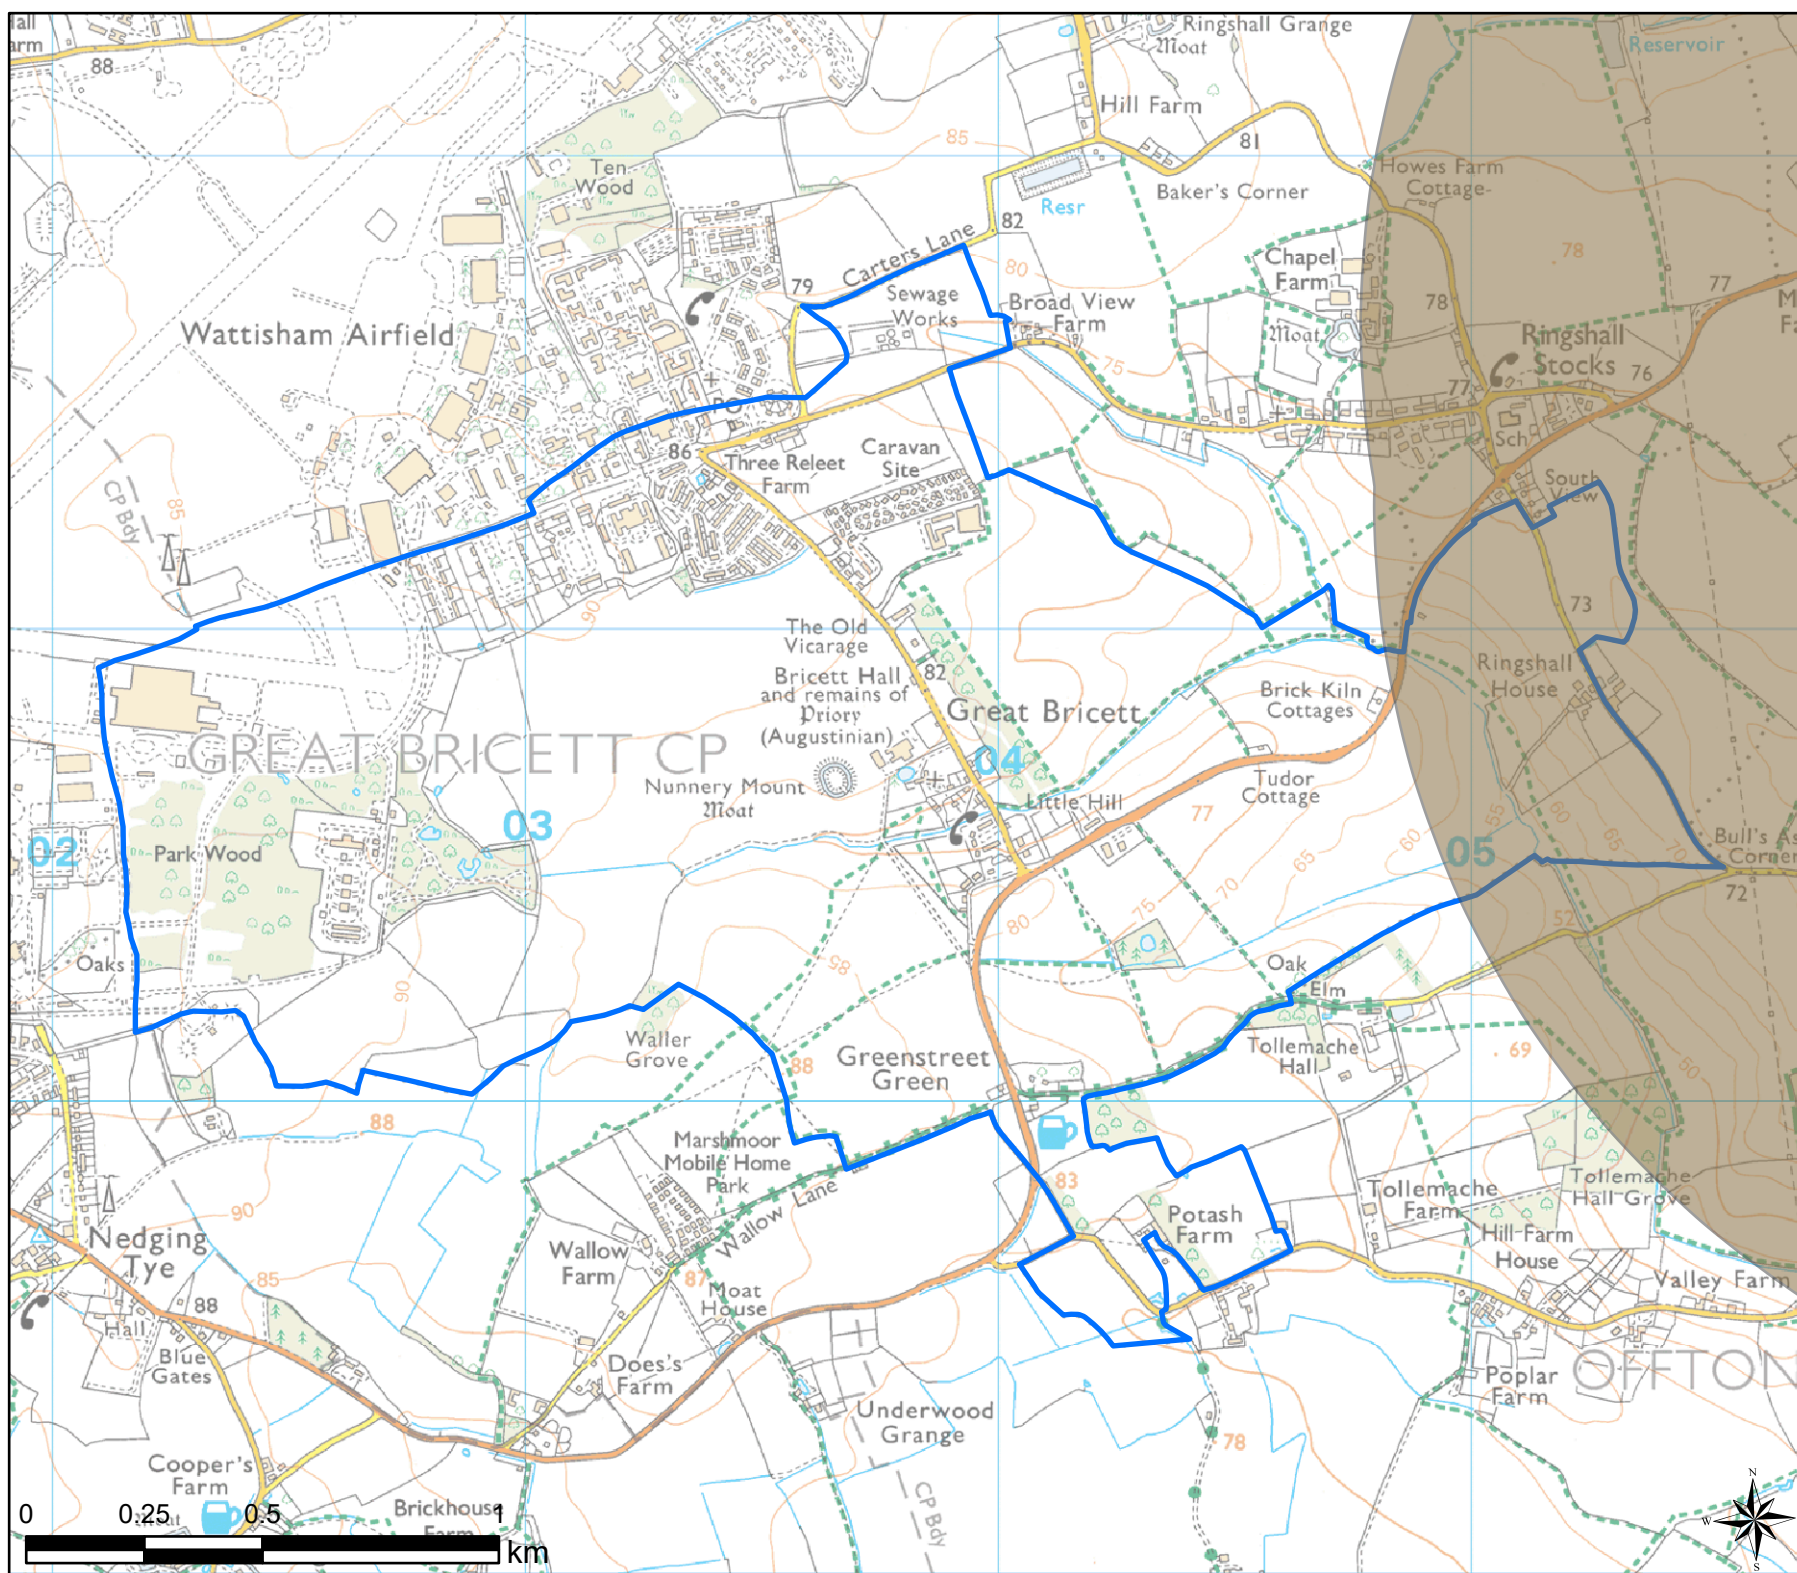 arm
88
Ringshall Grange
Moat
Reservoir
Hill Farm
85
81
Ten
Wood
Howes Farm
Cottage
Baker's Corner
Resr
82
Carters Lane
80
Chapel
Farm
78
79
Sewage
Works
Broad View
Farm
78
77
Wattisham Airfield
Moat
Ringshall
Stocks
75
76
77
PO
86
Three Releet
Farm
Caravan
Site
Sch
South
View
CP Bdy
85
90
73
The Old
Vicarage
Bricett Hall
and remains of
Priory
(Augustinian)
82
Ringshall
House
Brick Kiln
Cottages
Great Bricett
GREAT BRICETT CP
04
Nunnery Mount
Moat
Little Hill
Tudor
Cottage
77
55
60
65
70
03
02
Park Wood
60
65
70
75
05
Bull's As
Corner
72
80
52
Oaks
85
90
Oak
Elm
Waller
Grove
88
Greenstreet
Green
Tollemache
Hall
69
60
88
Marshmoor
Mobile Home
Park
Wallow Lane
83
Potash
Farm
Tollemache
Farm
Tollemache
Hall Grove
Hill Farm
House
90
Nedging
Tye
Wallow
Farm
87
Moat
House
Valley Farm
85
88
Hall
Blue
Gates
Does's
Farm
Poplar
Farm
OFFTON
Underwood
Grange
78
Cooper's
Farm
Moat
Brickhouse
Farm
CP Bdy
0 0.25 0.5 1
km
N
W
S